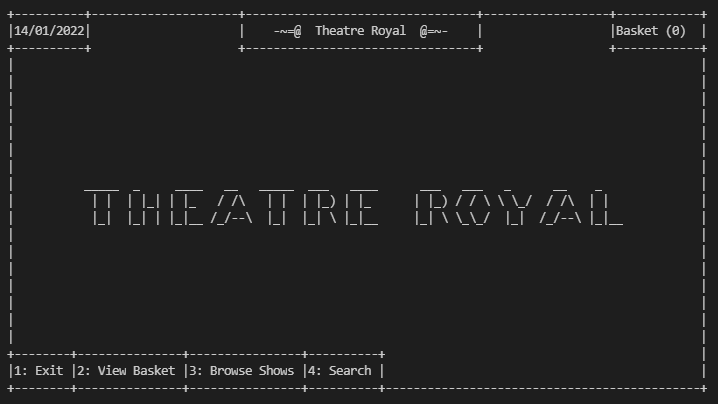 14/01/2022 -~=@ Theatre Royal @=~- Basket (0)
THEATRE ROYAL
1: Exit 2: View Basket 3: Browse Shows 4: Search